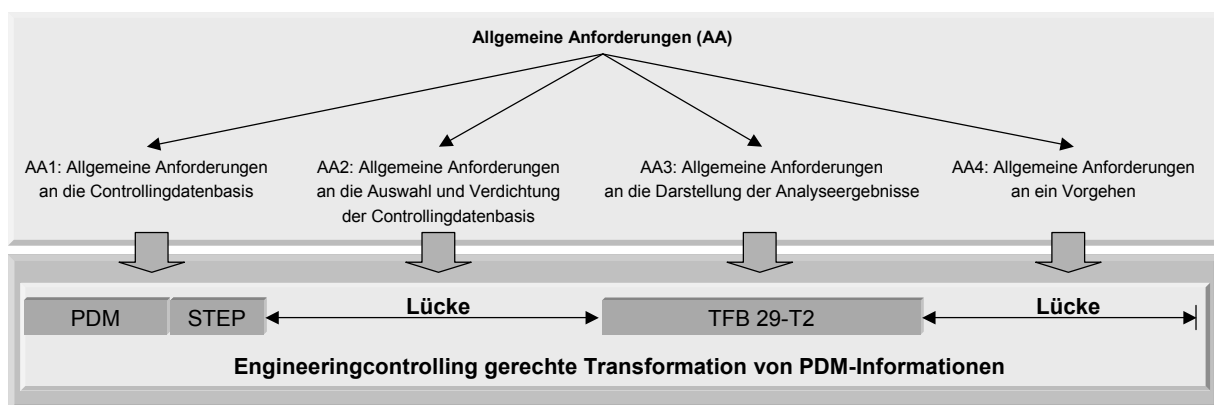 Allgemeine Anforderungen (AA)
AA1: Allgemeine Anforderungen
an die Controllingdatenbasis
AA2: Allgemeine Anforderungen
an die Auswahl und Verdichtung
der Controllingdatenbasis
AA3: Allgemeine Anforderungen
an die Darstellung der Analyseergebnisse
AA4: Allgemeine Anforderungen
an ein Vorgehen
PDM
STEP
Lücke
TFB 29-T2
Lücke
Engineeringcontrolling gerechte Transformation von PDM-Informationen